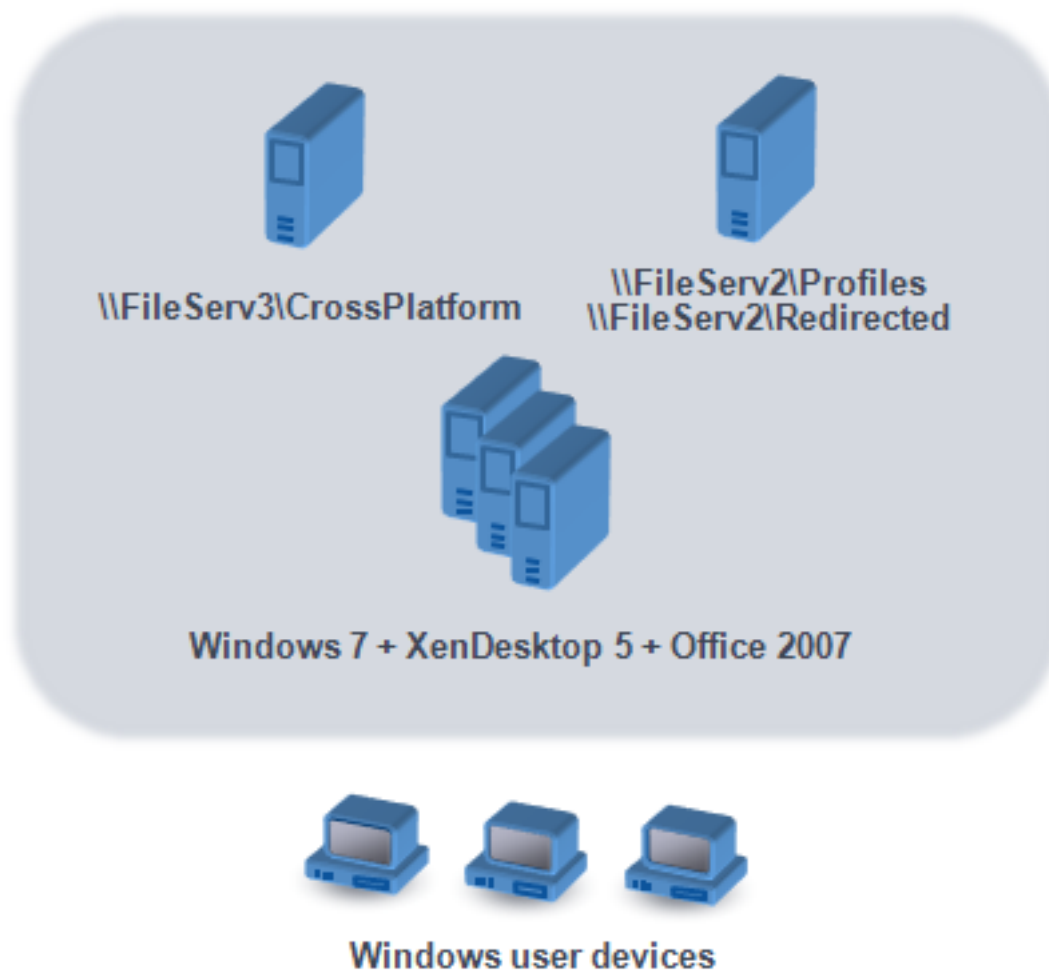 \\FileServ3\CrossPlatform
\\FileServ2\Profiles
\\FileServ2\Redirected
Windows 7 + XenDesktop 5 + Office 2007
Windows user devices